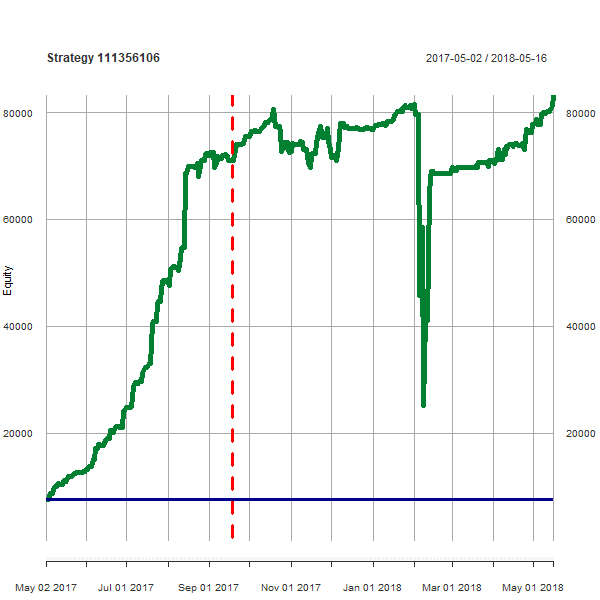 Strategy 111356106
2017-05-02 / 2018-05-16
80000
80000
60000
60000
Equity
40000
40000
20000
20000
May 02 2017
Jul 01 2017
Sep 01 2017
Nov 01 2017
Jan 01 2018
Mar 01 2018
May 01 2018